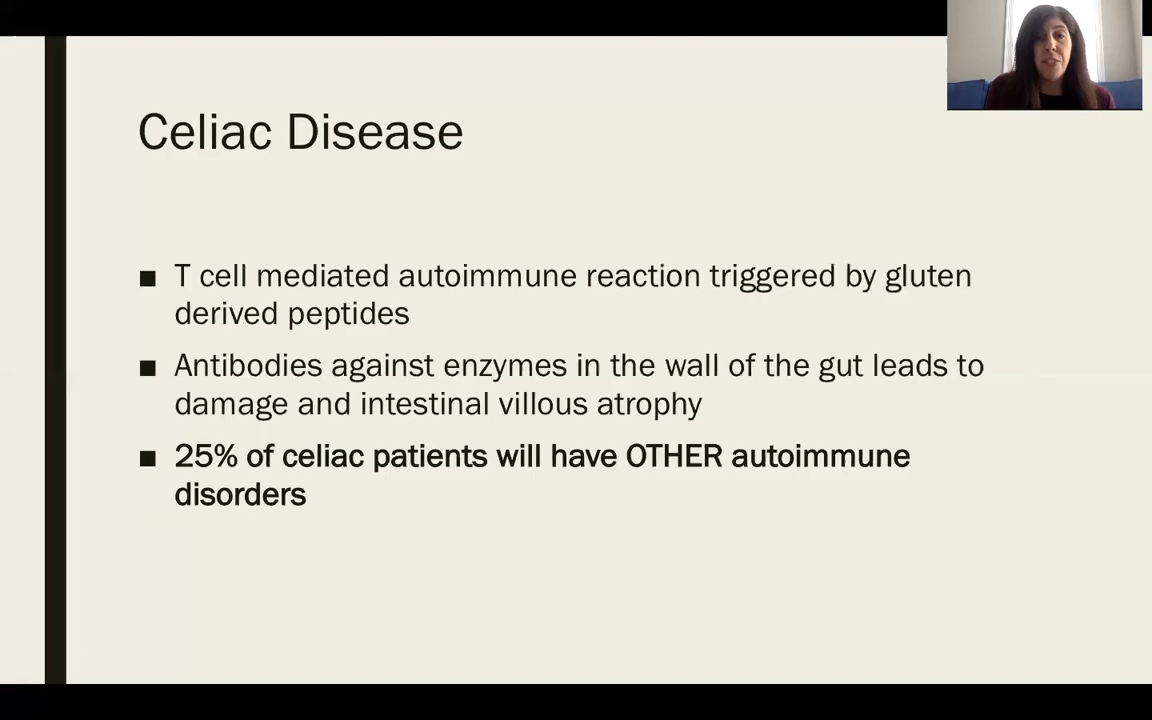 Celiac Disease
■ T cell mediated autoimmune reaction triggered by gluten
derived peptides
■ Antibodies against enzymes in the wall of the gut leads to
damage and intestinal villous atrophy
■ 25% of celiac patients will have OTHER autoimmune
disorders